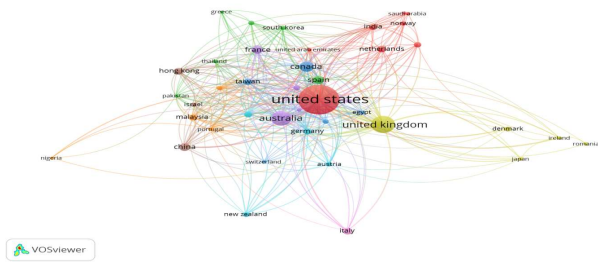 greece
saudi arabia
norway
south korea
india
france
united arab emirates
netherlands
thailand
canada
hong kong
taiwan
spain
pakistan
united states
israel
egypt
malaysia
australia
united kingdom
portugal
germany
denmark
iceland
romania
china
nigeria
switzerland
austria
japan
new zealand
italy
VOSviewer